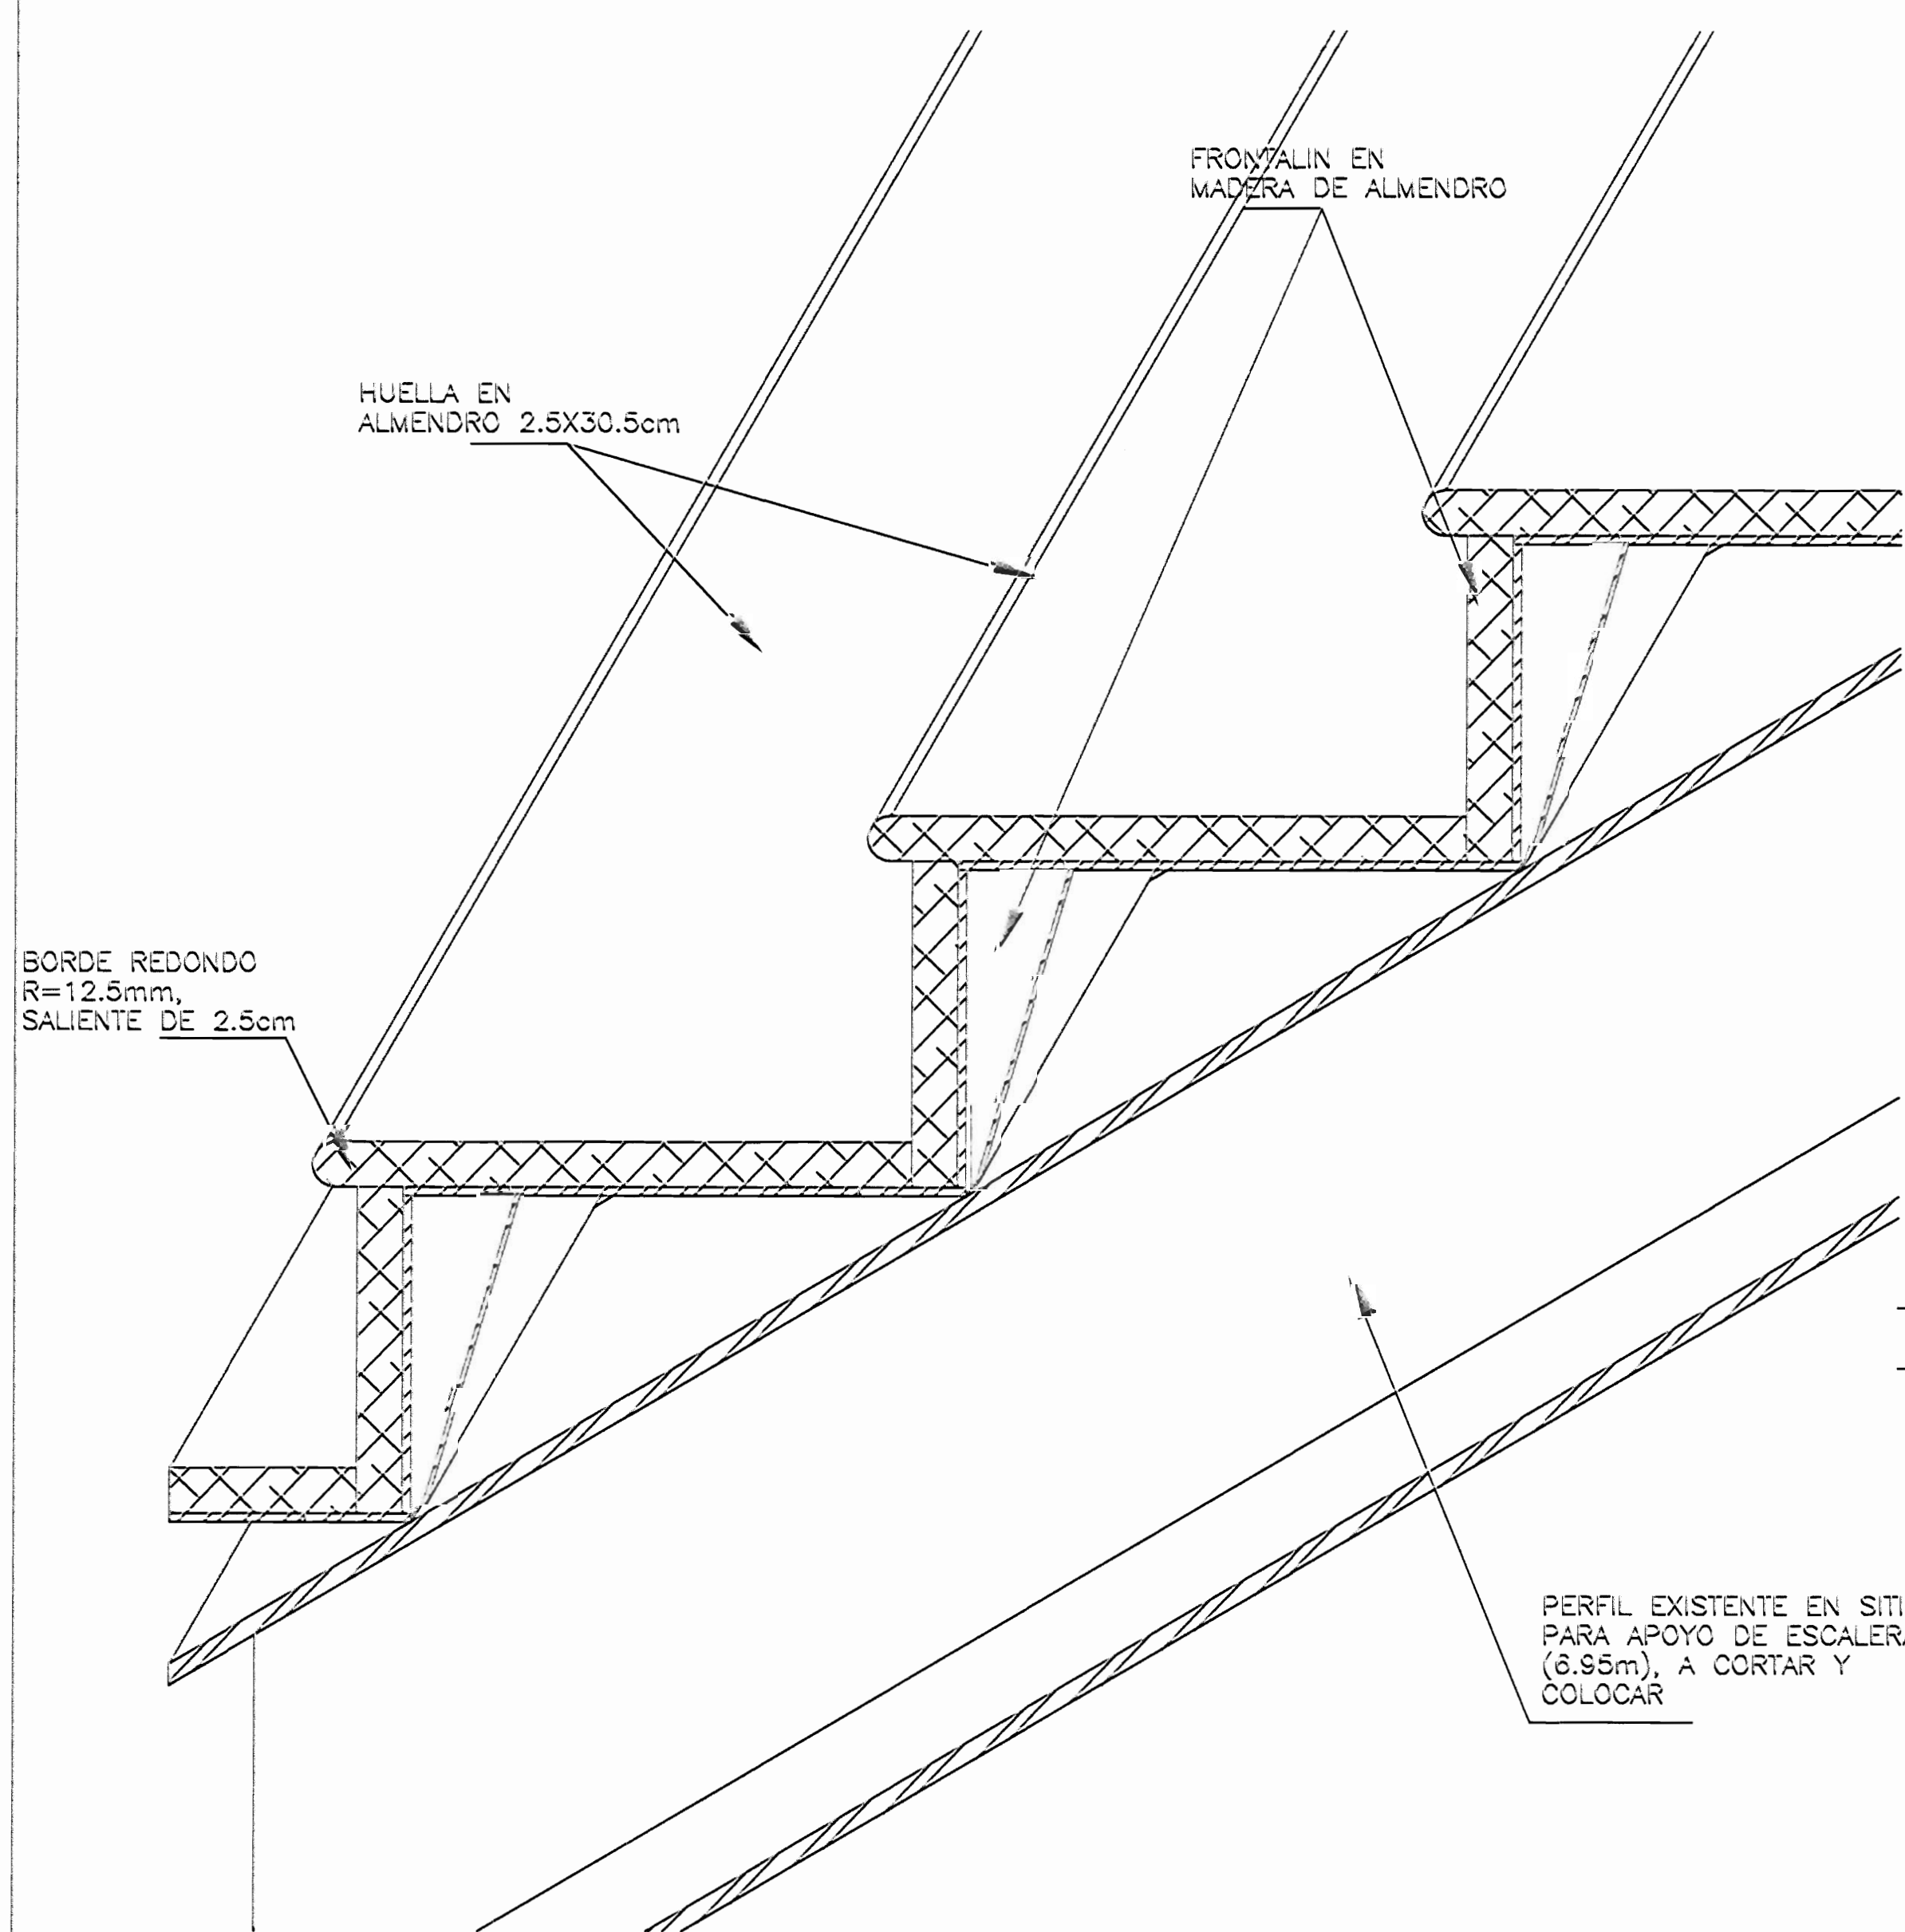 FRONTALIN EN
MADERA DE ALMENDRO
HUELLA EN
ALMENDRO 2.5X30.5cm
BORDE REDONDO
R=12.5mm,
SALIENTE DE 2.5cm
PERFIL EXISTENTE EN SITI
PARA APOYO DE ESCALERA
(6.95m), A CORTAR Y
COLOCAR